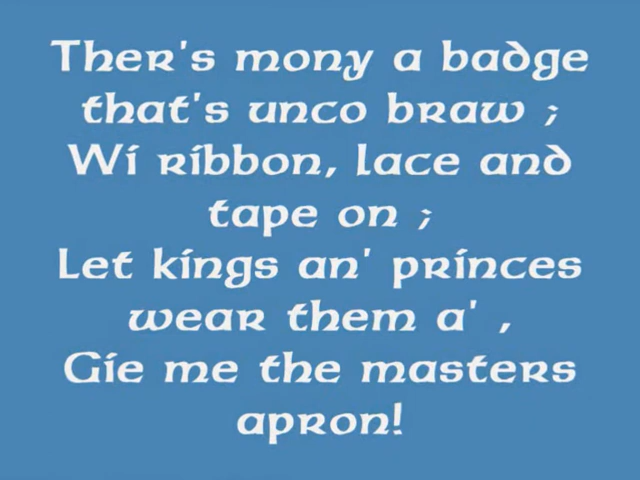 Ther's mony a badge
that's unco braw ;
Wi ribbon, lace and
tape on ;
Let kings an' princes
wear them a' ,
Gie me the masters
apron!